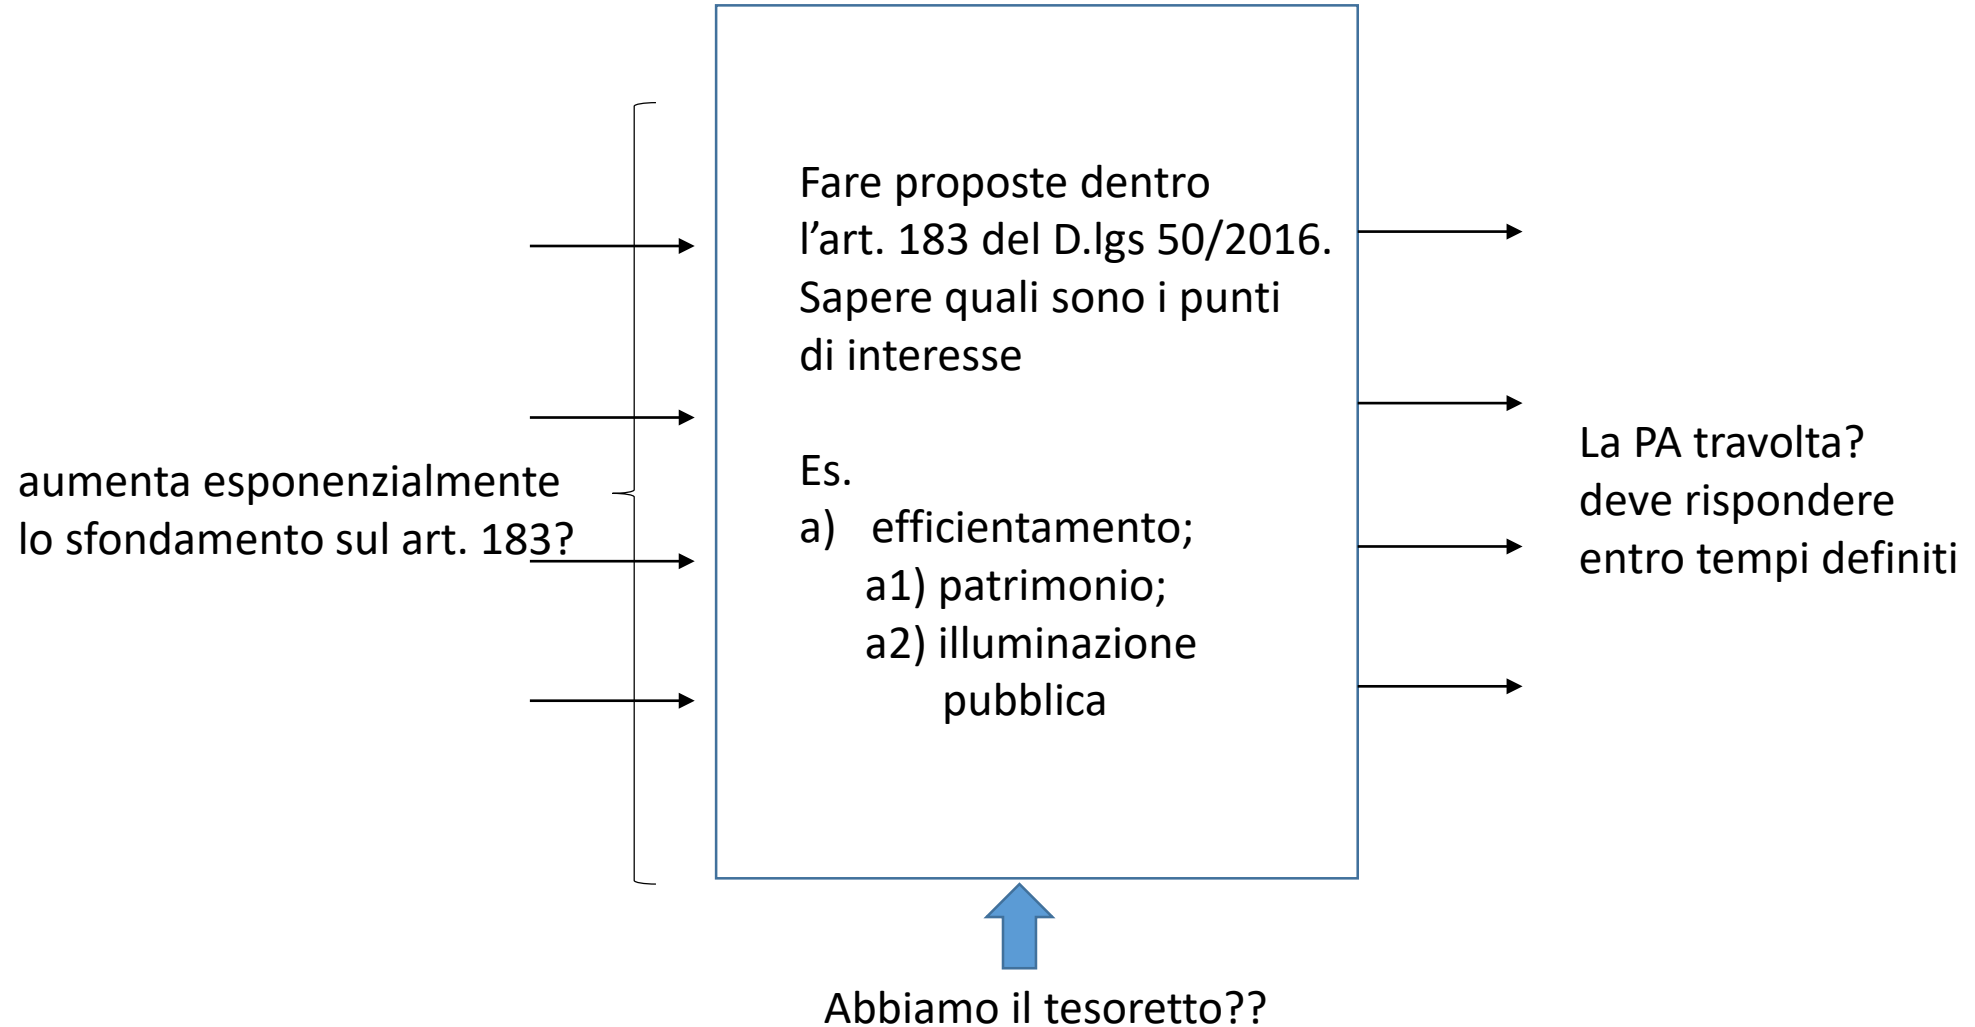 aumenta esponenzialmente
lo sfondamento sul art. 183?
Fare proposte dentro
l’art. 183 del D.lgs 50/2016.
Sapere quali sono i punti
di interesse
Es.
a) efficientamento;
a1) patrimonio;
a2) illuminazione
pubblica
La PA travolta?
deve rispondere
entro tempi definiti
Abbiamo il tesoretto??